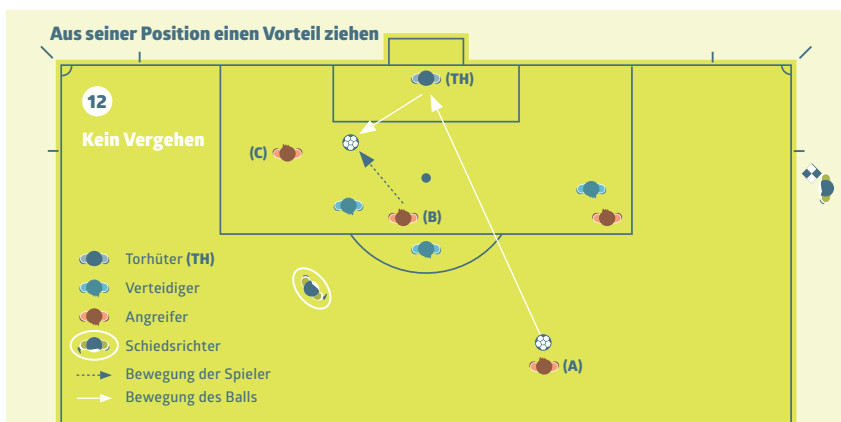 Aus seiner Position einen Vorteil ziehen
(TH)
12
Kein Vergehen
(C)
(B)
Torhüter (TH)
Verteidiger
Angreifer
Schiedsrichter
(A)
Bewegung der Spieler
Bewegung des Balls